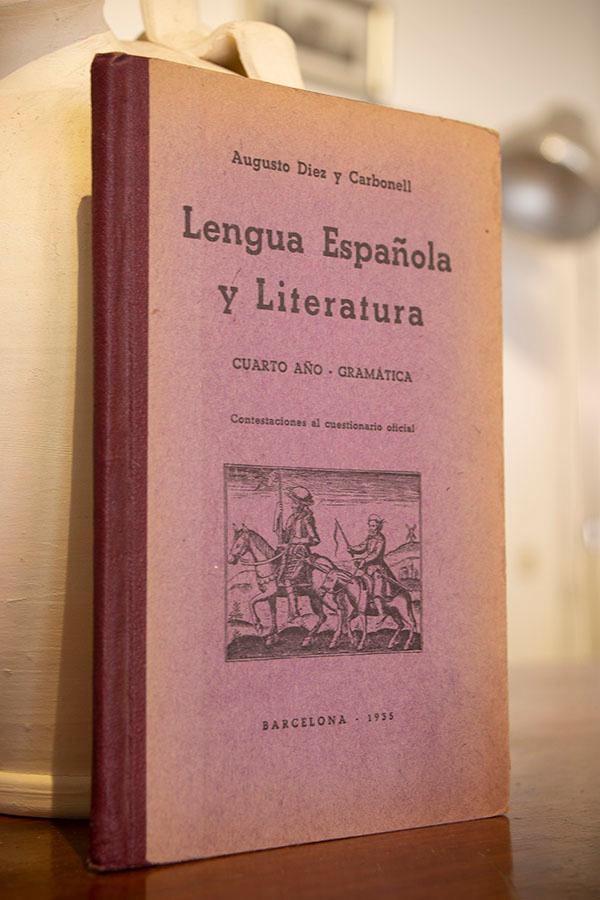 Augusto Diez y Carbonell
Lengua Española
y Literatura
CUARTO AÑO - GRAMÁTICA
Contestaciones al cuestionario oficial
BARCELONA - 1955